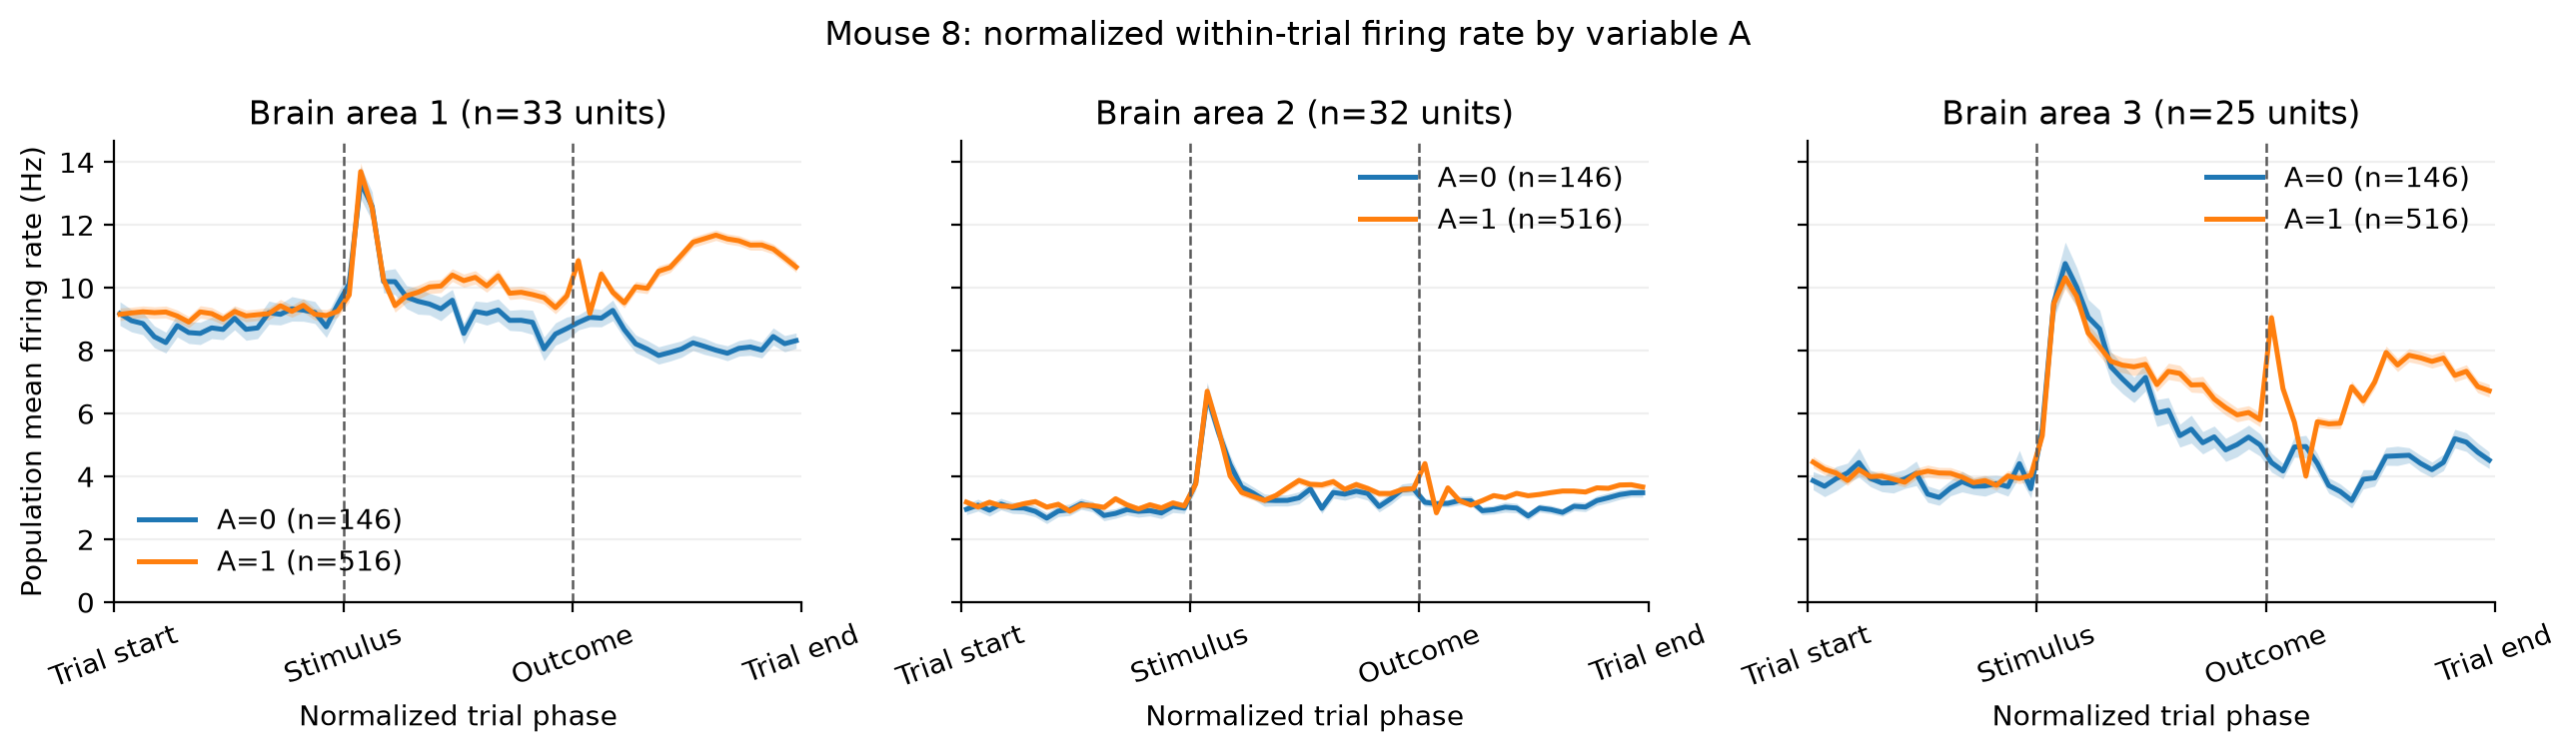 Mouse 8: normalized within-trial firing rate by variable A
Brain area 1 (n=33 units)
Population mean firing rate (Hz)
14
12
10
8
6
4
2
0
A=0 (n=146)
A=1 (n=516)
Trial start
Stimulus
Outcome
Trial end
Normalized trial phase
Brain area 2 (n=32 units)
A=0 (n=146)
A=1 (n=516)
Trial start
Stimulus
Outcome
Trial end
Normalized trial phase
Brain area 3 (n=25 units)
A=0 (n=146)
A=1 (n=516)
Trial start
Stimulus
Outcome
Trial end
Normalized trial phase